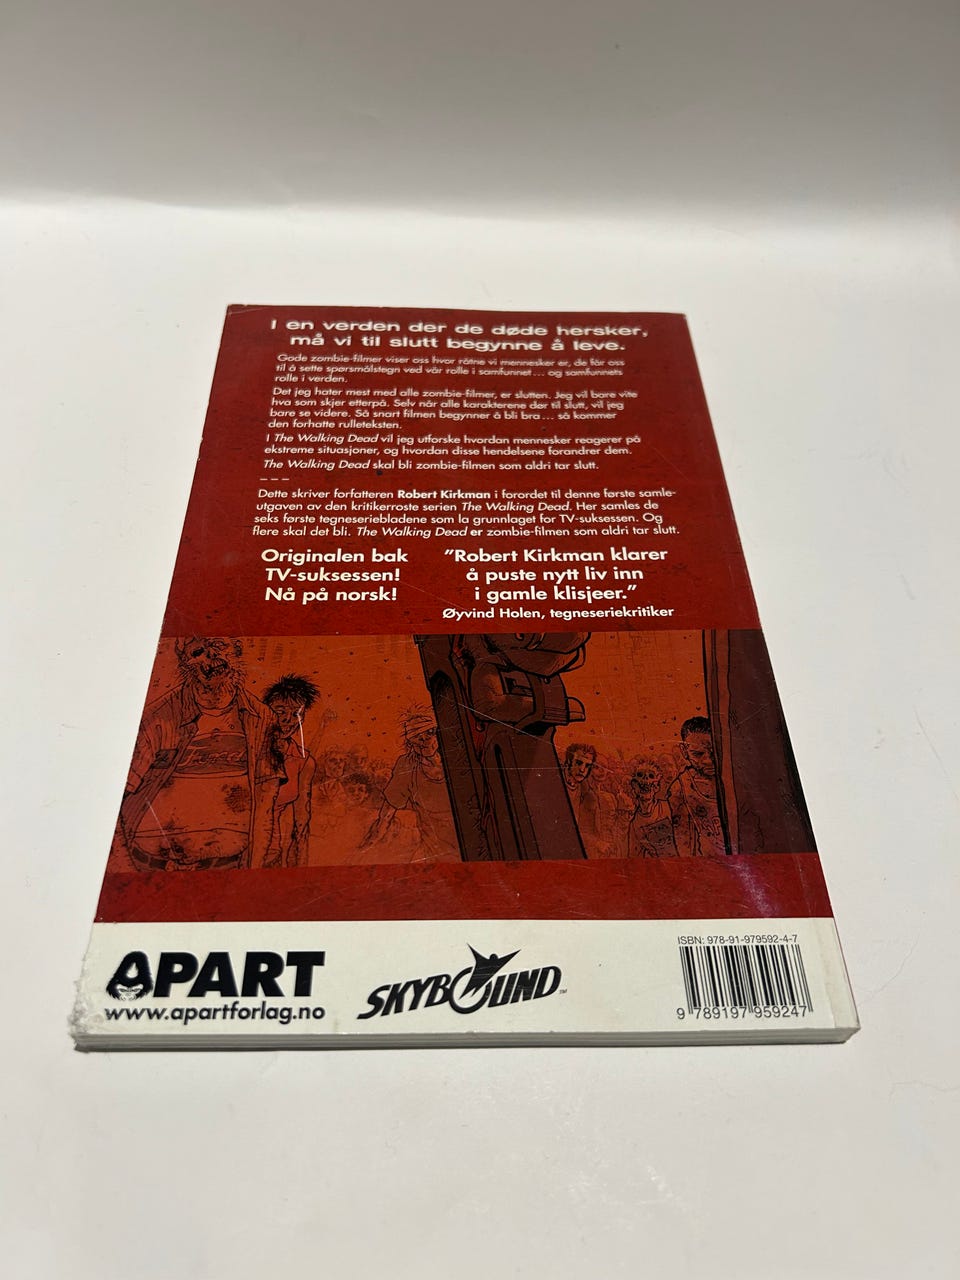 I en verden der de døde hersker,
må vi til slutt begynne å leve.
Gode zombie-filmer viser oss hvor råtne vi mennesker er, de får oss
til å sette spørsmålstegn ved vår rolle i samfunnet ... og samfunnets
rolle i verden.
Det jeg hater mest med alle zombie-filmer, er slutten. Jeg vil bare vite
hva som skjer etterpå. Selv når alle karakterene dør til slutt, vil jeg
bare se videre. Så snart filmen begynner å bli bra ... så kommer
den forhatte rulleteksten.
I The Walking Dead vil jeg utforske hvordan mennesker reagerer på
ekstreme situasjoner, og hvordan disse hendelsene forandrer dem.
The Walking Dead skal bli zombie-filmen som aldri tar slutt.
– – –
Dette skriver forfatteren Robert Kirkman i forordet til denne første samle-
utgaven av den kritikerroste serien The Walking Dead. Her samles de
seks første tegneseriebladene som la grunnlaget for TV-suksessen. Og
flere skal det bli. The Walking Dead er zombie-filmen som aldri tar slutt.
Originalen bak
TV-suksessen!
Nå på norsk!
"Robert Kirkman klarer
å puste nytt liv inn
i gamle klisjeer."
Øyvind Holen, tegneseriekritiker
APART
www.apartforlag.no
SKYBOUND™
ISBN: 978-91-979592-4-7
9 789197 959247